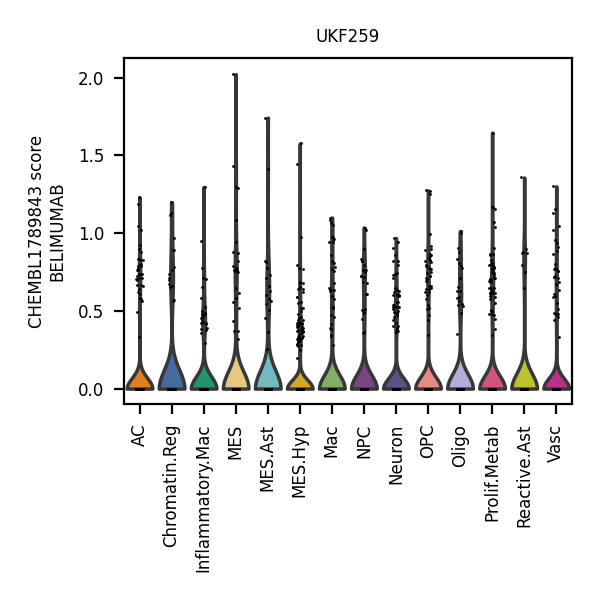 UKF259
CHEMBL1789843 score
BELIMUMAB
2.0
1.5
1.0
0.5
0.0
AC
Chromatin.Reg
Inflammatory.Mac
MES
MES.Ast
MES.Hyp
Mac
NPC
Neuron
OPC
Oligo
Prolif.Metab
Reactive.Ast
Vasc